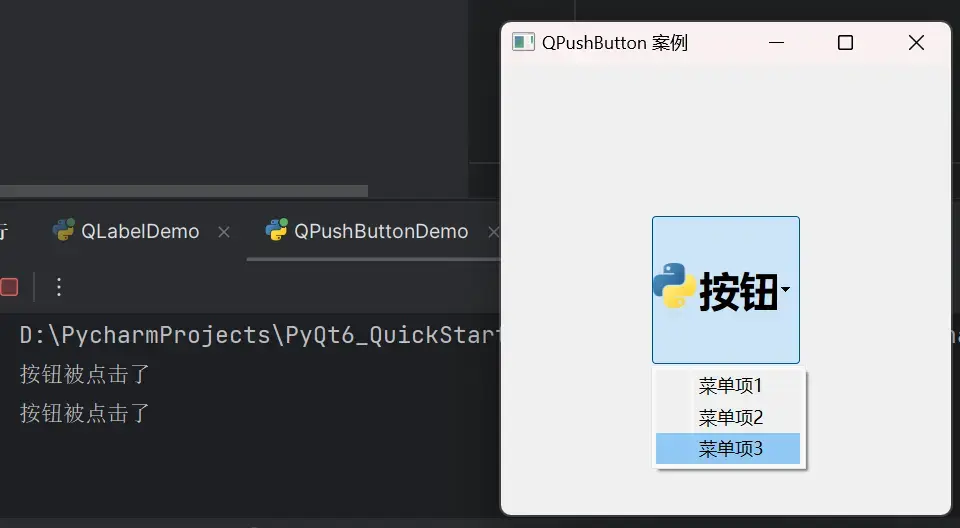 QPushButton 案例
QLabelDemo
QPushButtonDemo
D:\PycharmProjects\PyQt6_QuickStart
按钮被点击了
按钮被点击了
按钮
菜单项1
菜单项2
菜单项3